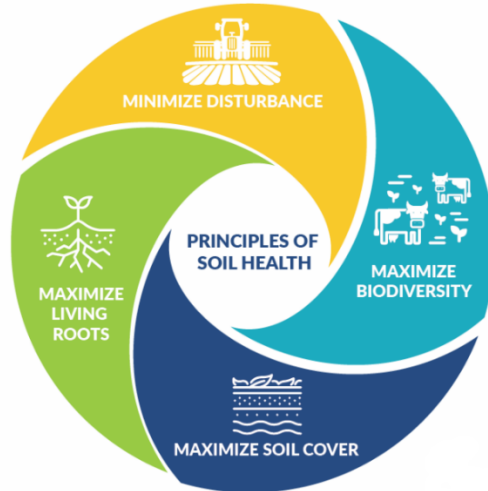 MINIMIZE DISTURBANCE
PRINCIPLES OF
SOIL HEALTH
MAXIMIZE
BIODIVERSITY
MAXIMIZE
LIVING
ROOTS
MAXIMIZE SOIL COVER